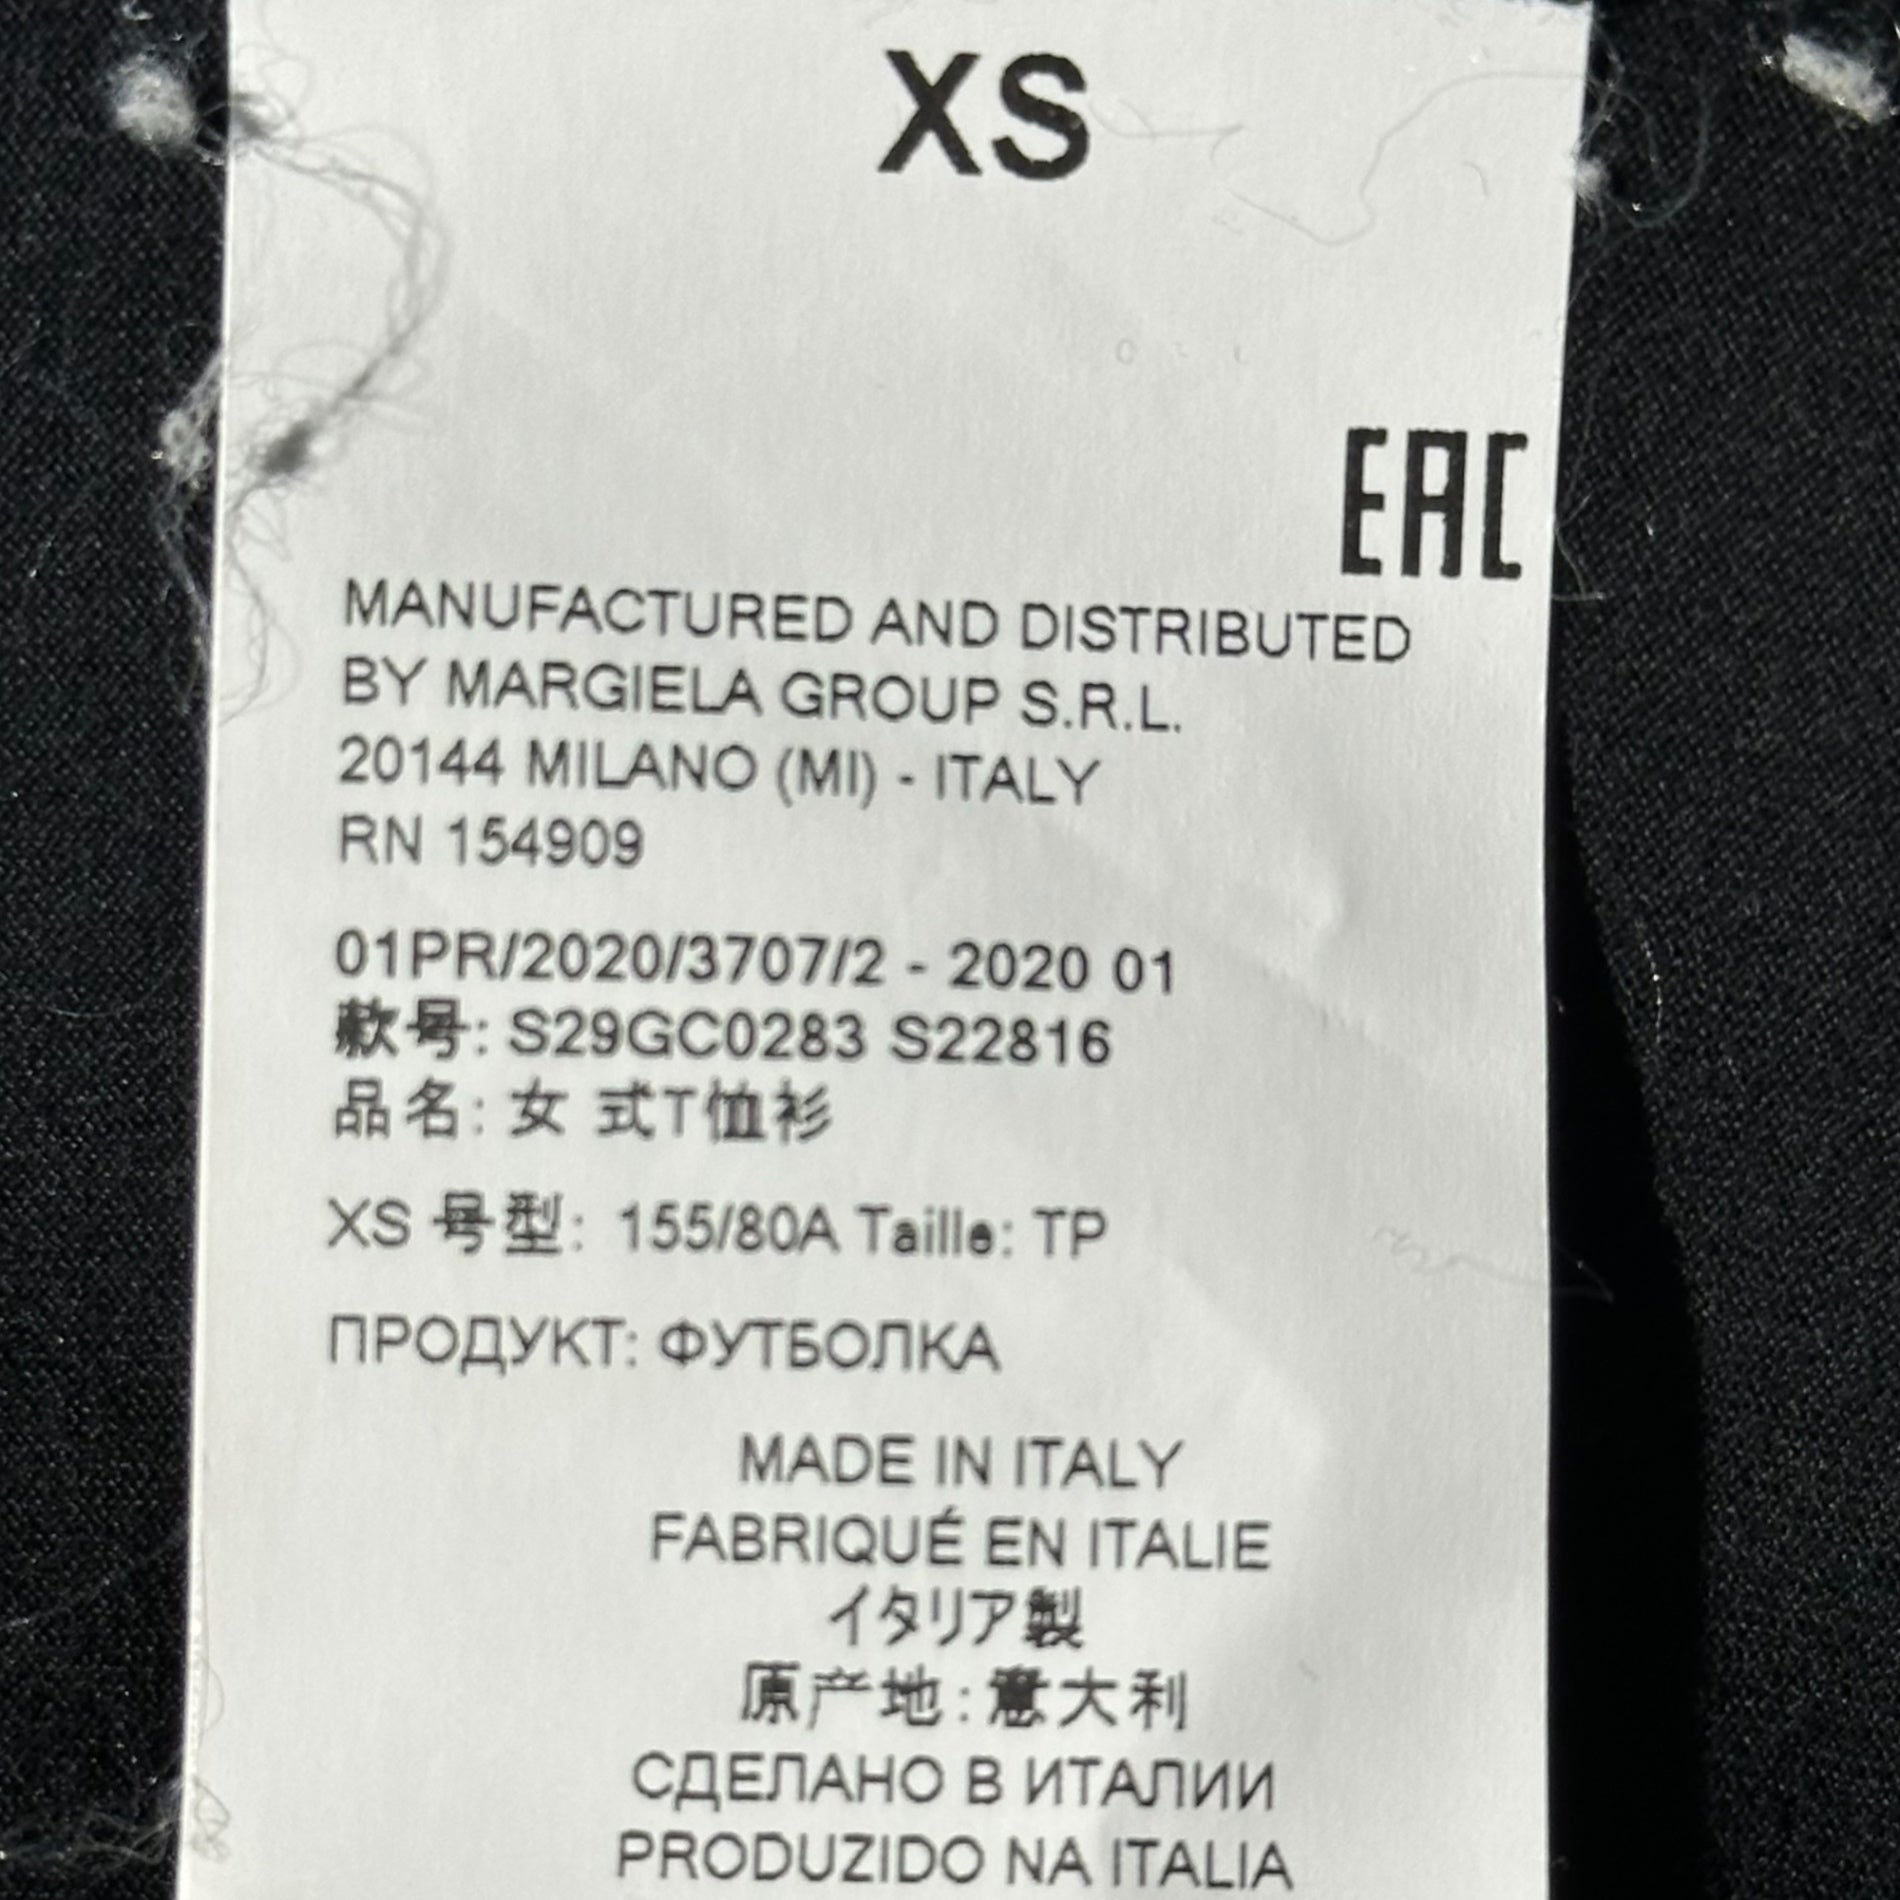 XS
EAC
MANUFACTURED AND DISTRIBUTED
BY MARGIELA GROUP S.R.L.
20144 MILANO (MI) - ITALY
RN 154909
01PR/2020/3707/2 - 2020 01
款号: S29GC0283 S22816
品名: 女 式T恤衫
XS 号型: 155/80A Taille: TP
ПРОДУКТ: ФУТБОЛКА
MADE IN ITALY
FABRIQUÉ EN ITALIE
イタリア製
原产地: 意大利
СДЕЛАНО В ИТАЛИИ
PRODUZIDO NA ITALIA